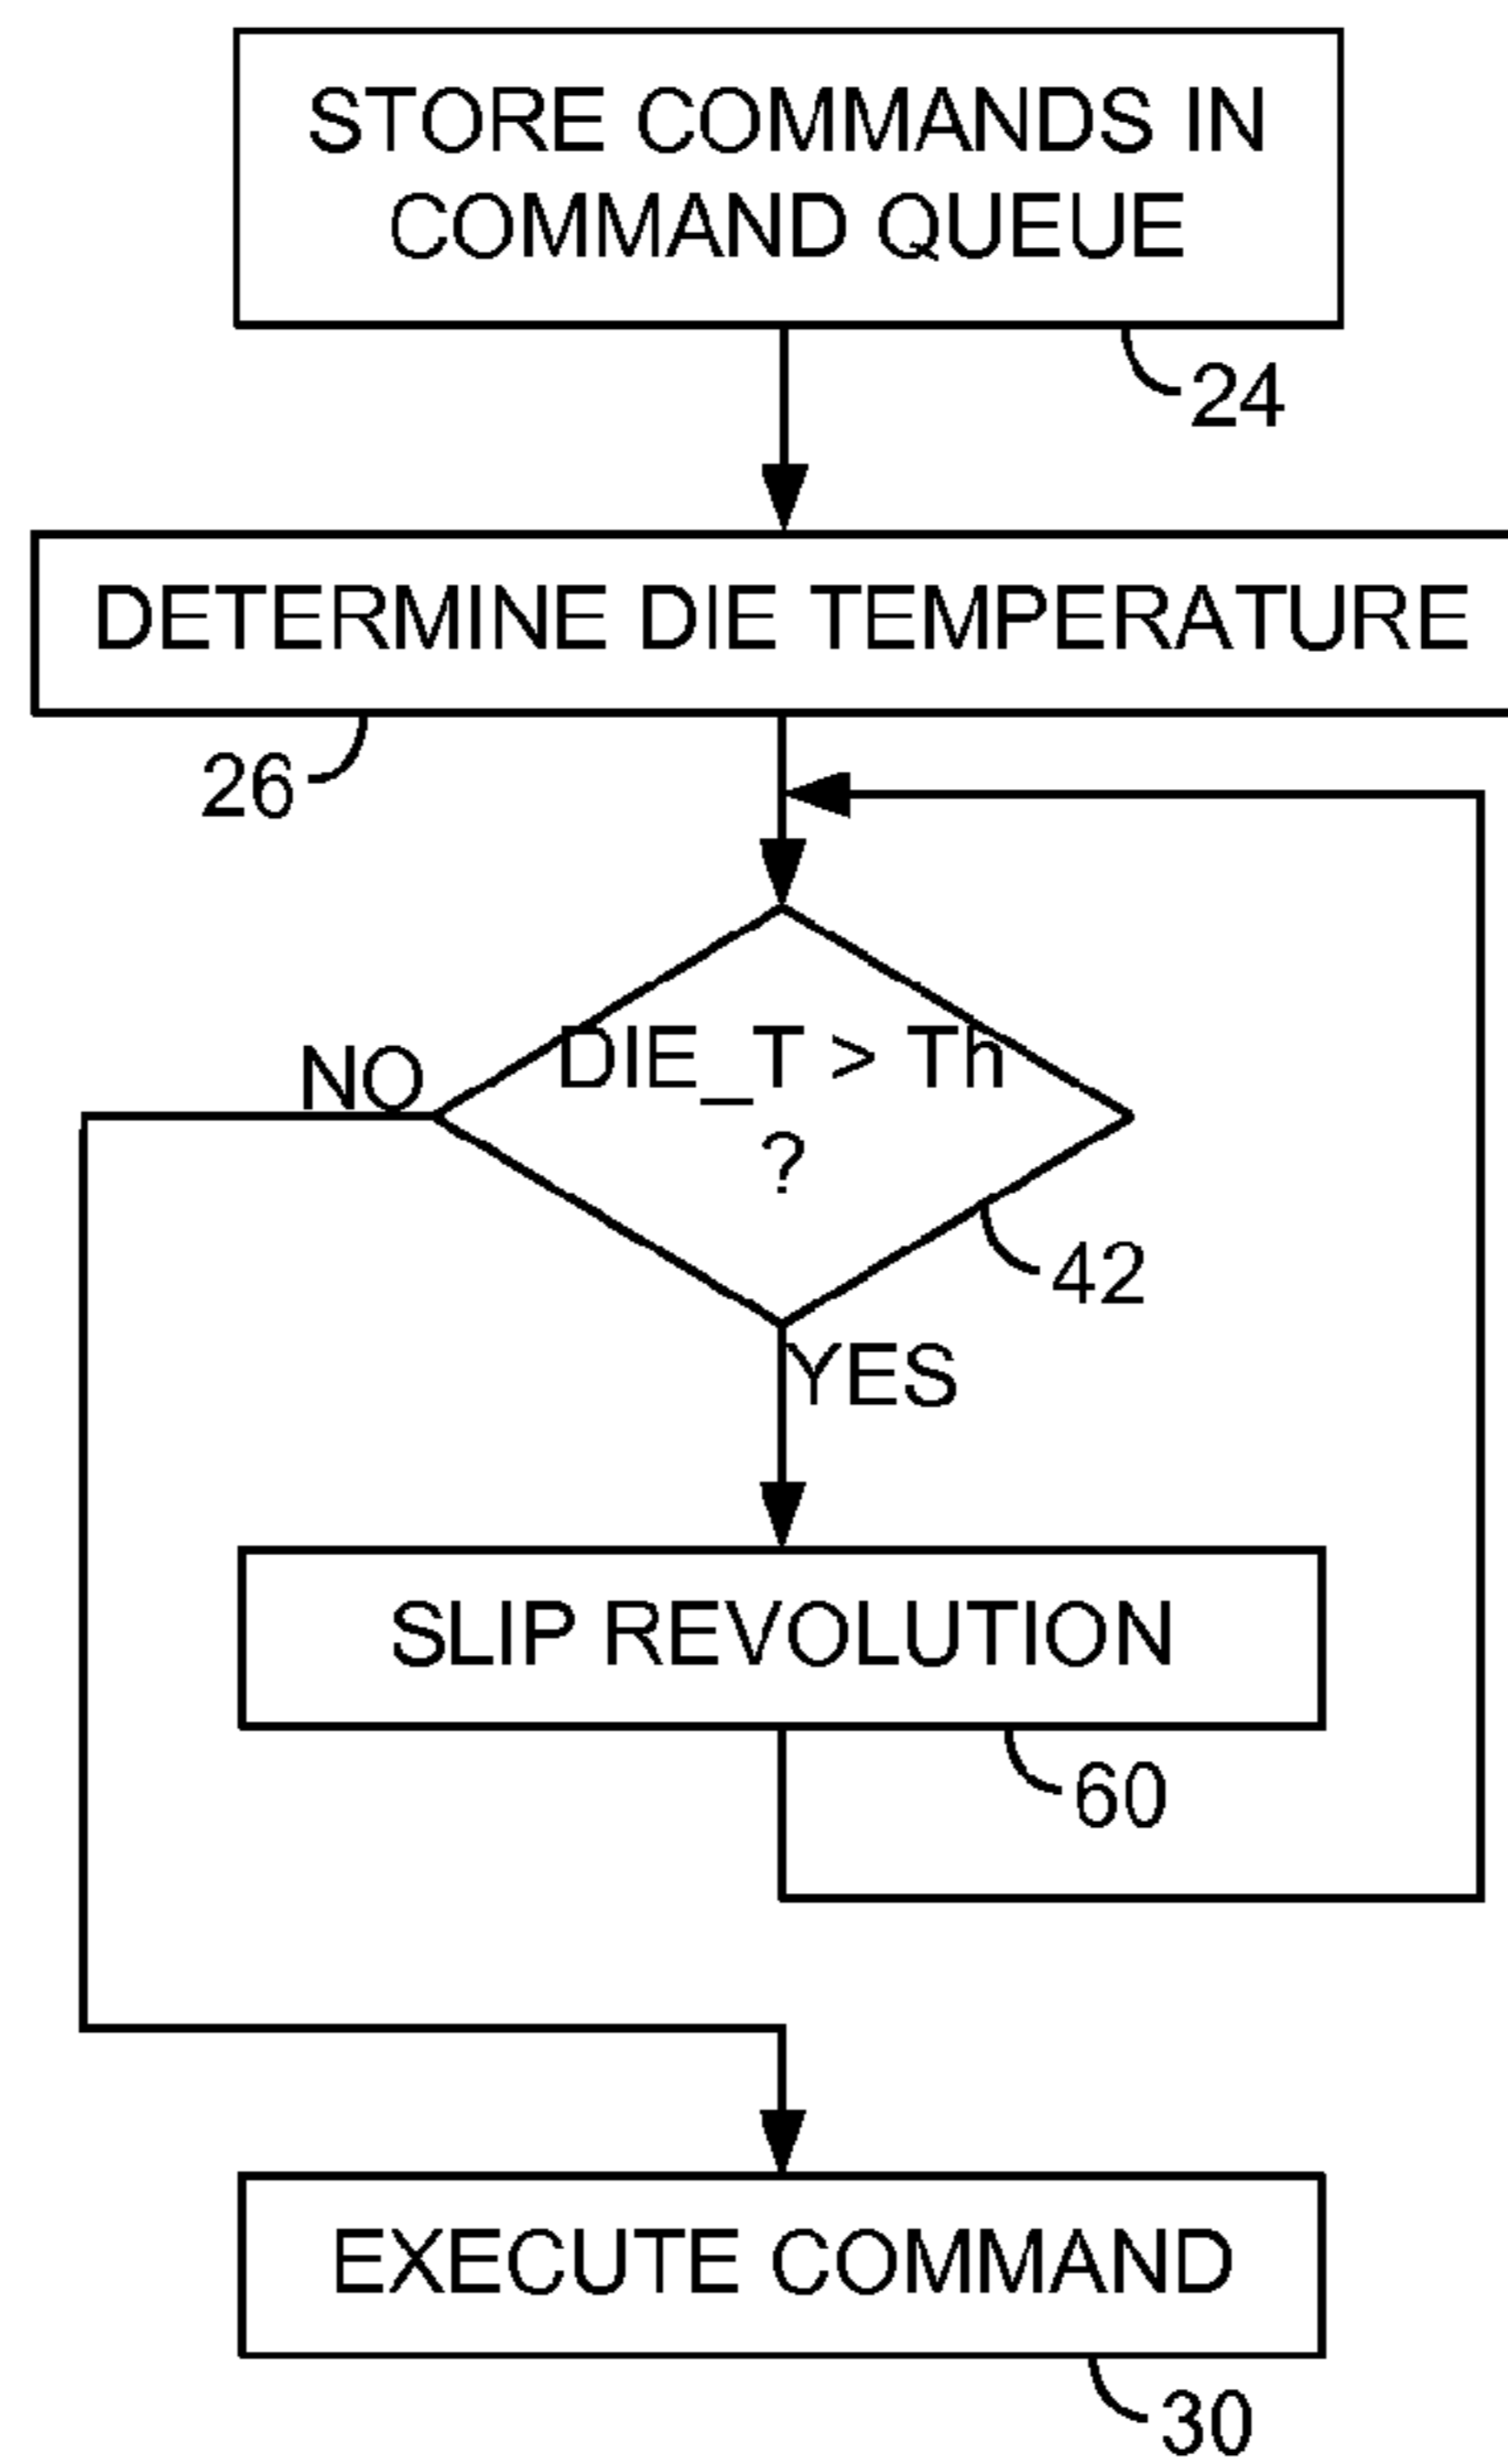 STORE COMMANDS IN
COMMAND QUEUE
24
DETERMINE DIE TEMPERATURE
26
DIE_T > Th
?
NO
42
YES
SLIP REVOLUTION
60
EXECUTE COMMAND
30